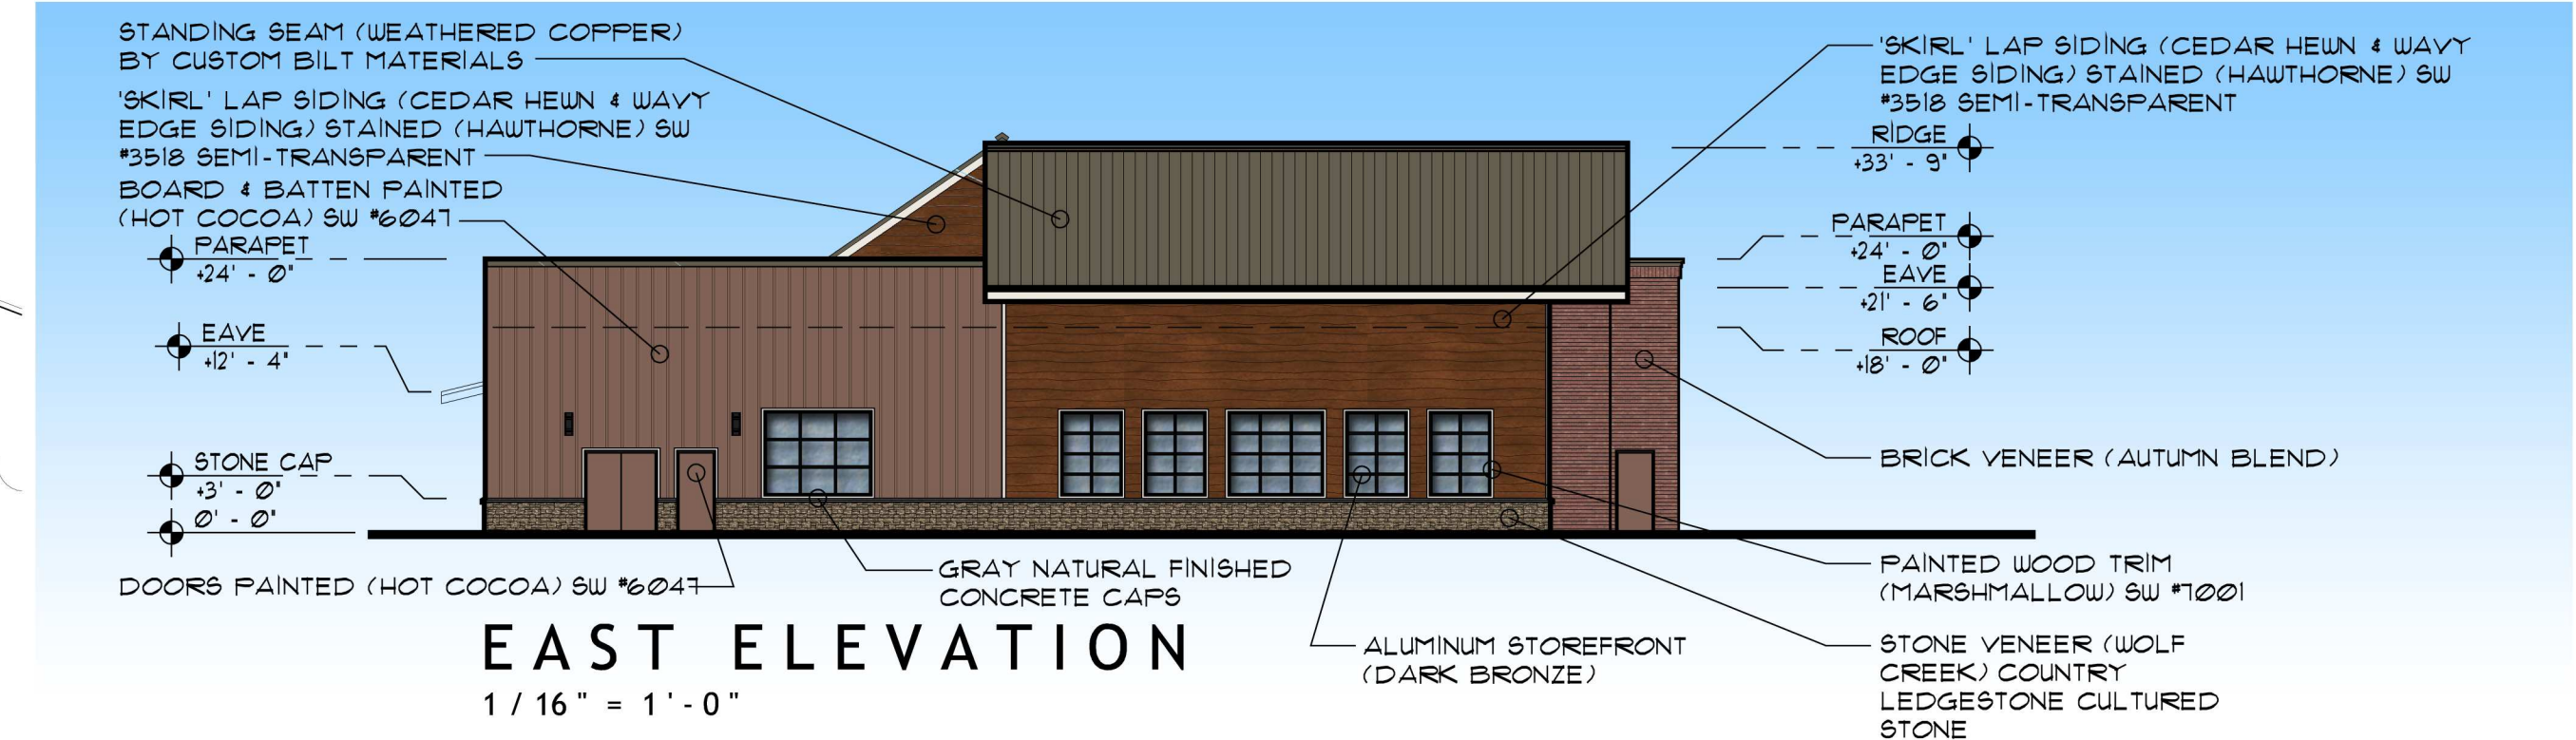 STANDING SEAM (WEATHERED COPPER)
BY CUSTOM BILT MATERIALS
'SKIRL' LAP SIDING (CEDAR HEWN & WAVY
EDGE SIDING) STAINED (HAWTHORNE) SW
#3518 SEMI-TRANSPARENT
BOARD & BATTEN PAINTED
(HOT COCOA) SW #6047
PARAPET
+24' - 0"
EAVE
+12' - 4"
STONE CAP
+3' - 0"
0' - 0"
DOORS PAINTED (HOT COCOA) SW #6047
'SKIRL' LAP SIDING (CEDAR HEWN & WAVY
EDGE SIDING) STAINED (HAWTHORNE) SW
#3518 SEMI-TRANSPARENT
RIDGE
+33' - 9"
PARAPET
+24' - 0"
EAVE
+21' - 6"
ROOF
+18' - 0"
BRICK VENEER (AUTUMN BLEND)
PAINTED WOOD TRIM
(MARSHMALLOW) SW #7001
STONE VENEER (WOLF
CREEK) COUNTRY
LEDGESTONE CULTURED
STONE
GRAY NATURAL FINISHED
CONCRETE CAPS
ALUMINUM STOREFRONT
(DARK BRONZE)
EAST ELEVATION
1/16" = 1'-0"